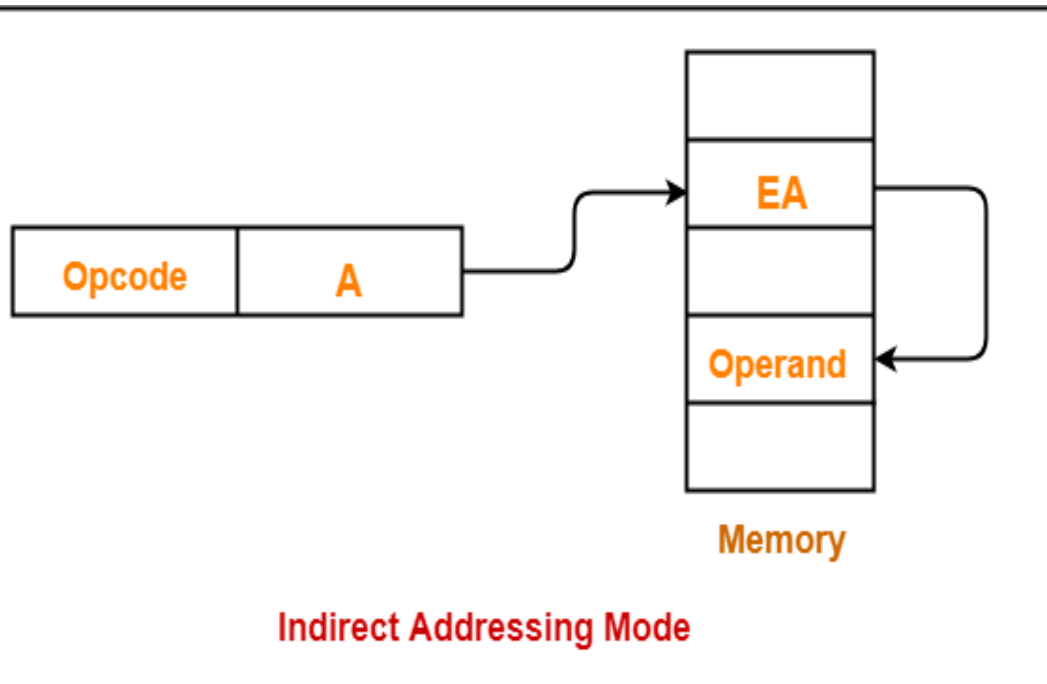 EA
Opcode A
Operand
Memory
Indirect Addressing Mode